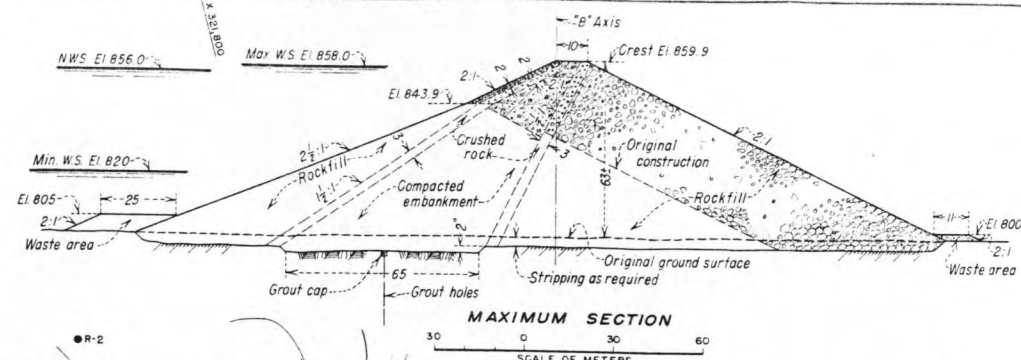 X 321,800
"B" Axis
10
Crest El. 859.9
N.W.S. El. 856.0
Max. W.S. El. 858.0
2:1
2
2
El. 843.9
2½:1
3
Crushed rock
3
Original construction
2:1
Min. W.S. El. 820
Rockfill
1½:1
Compacted embankment
63±
Rockfill
El. 805
25
2:1
Waste area
2
11
El. 800
2:1
Waste area
65
Original ground surface
Stripping as required
Grout cap
Grout holes
MAXIMUM SECTION
R-2
30 0 30 60
SCALE OF METERS